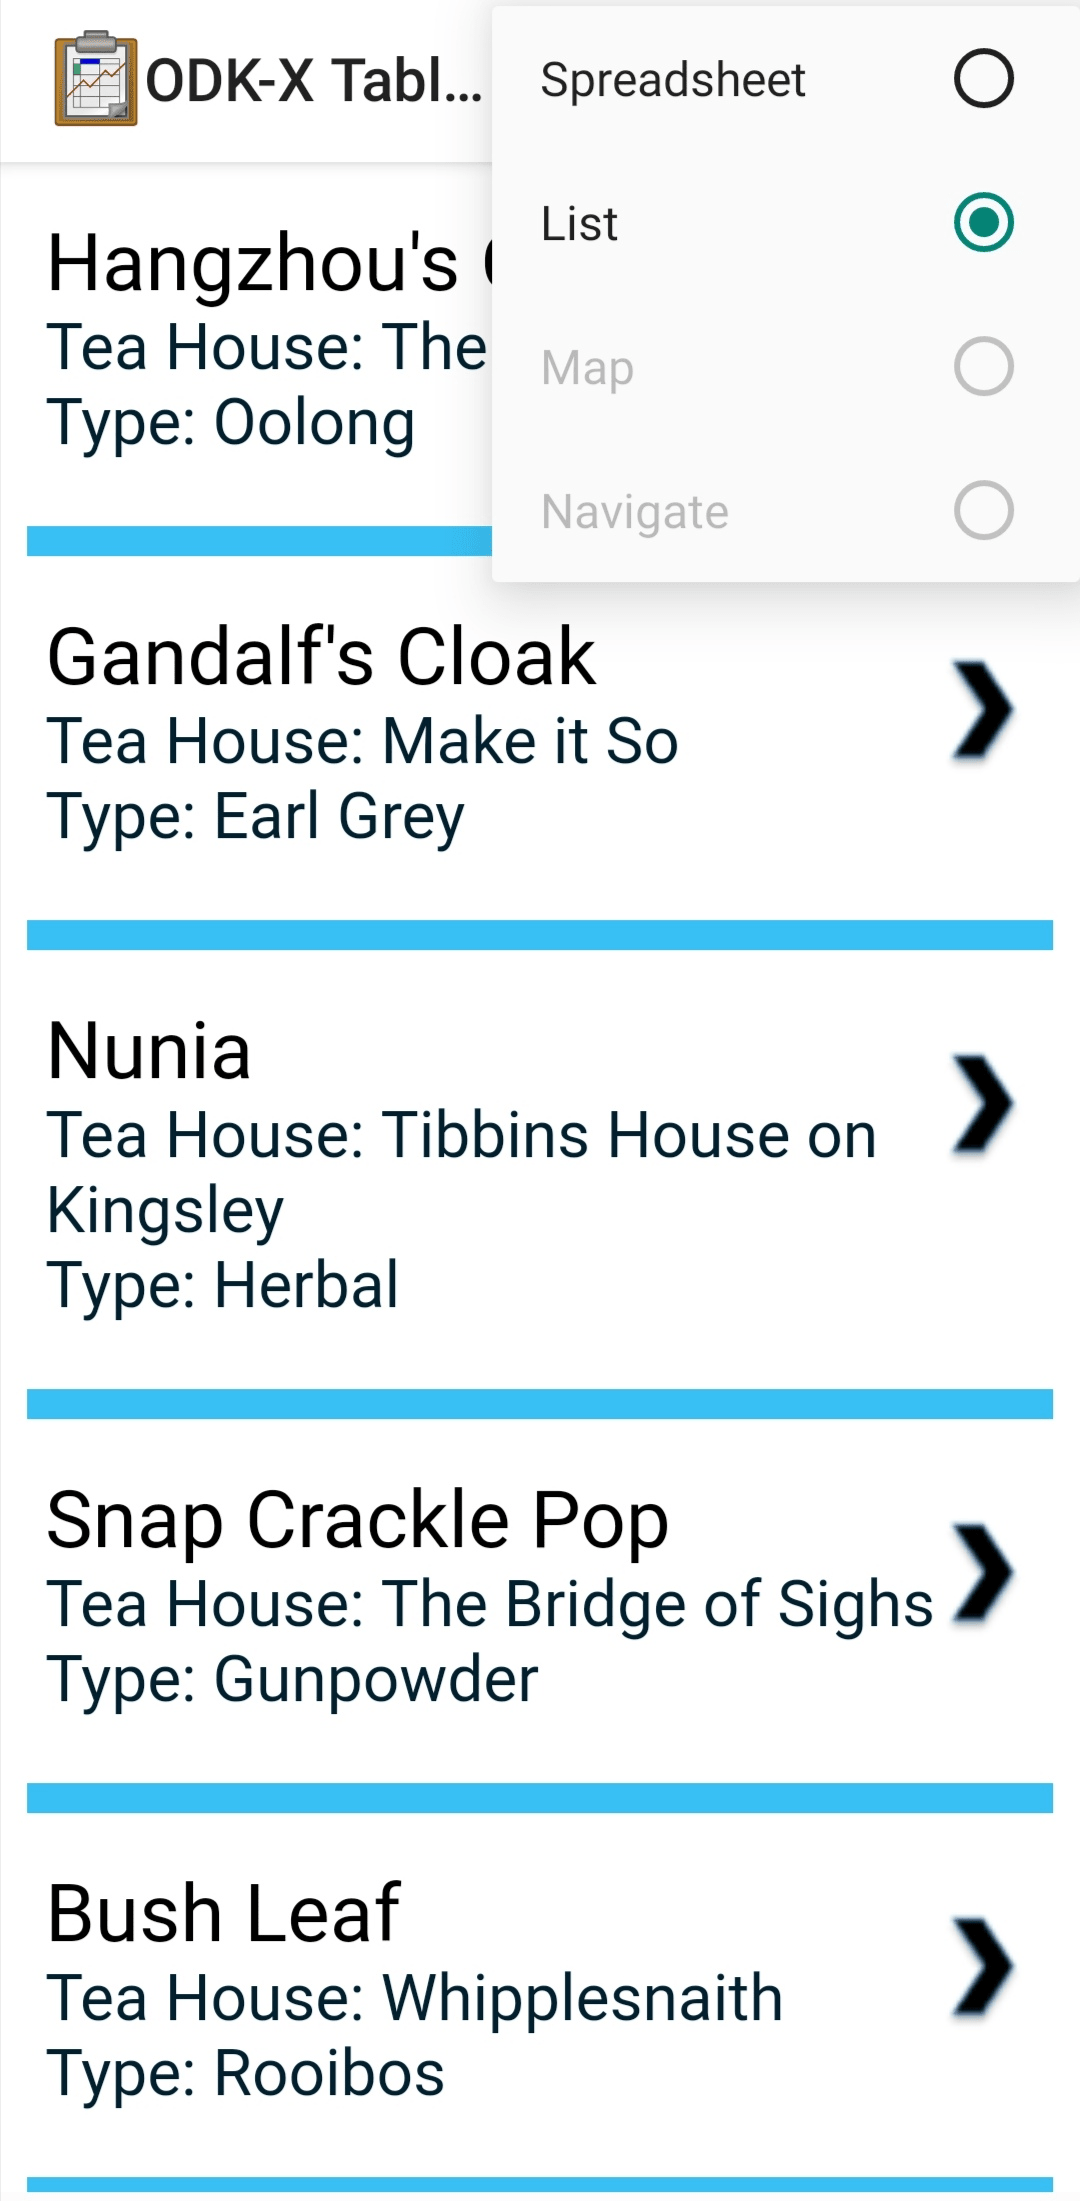 ODK-X Tabl...
Spreadsheet
List
Map
Navigate
Hangzhou's
Tea House: The
Type: Oolong
Gandalf's Cloak
Tea House: Make it So
Type: Earl Grey
Nunia
Tea House: Tibbins House on
Kingsley
Type: Herbal
Snap Crackle Pop
Tea House: The Bridge of Sighs
Type: Gunpowder
Bush Leaf
Tea House: Whipplesnaith
Type: Rooibos